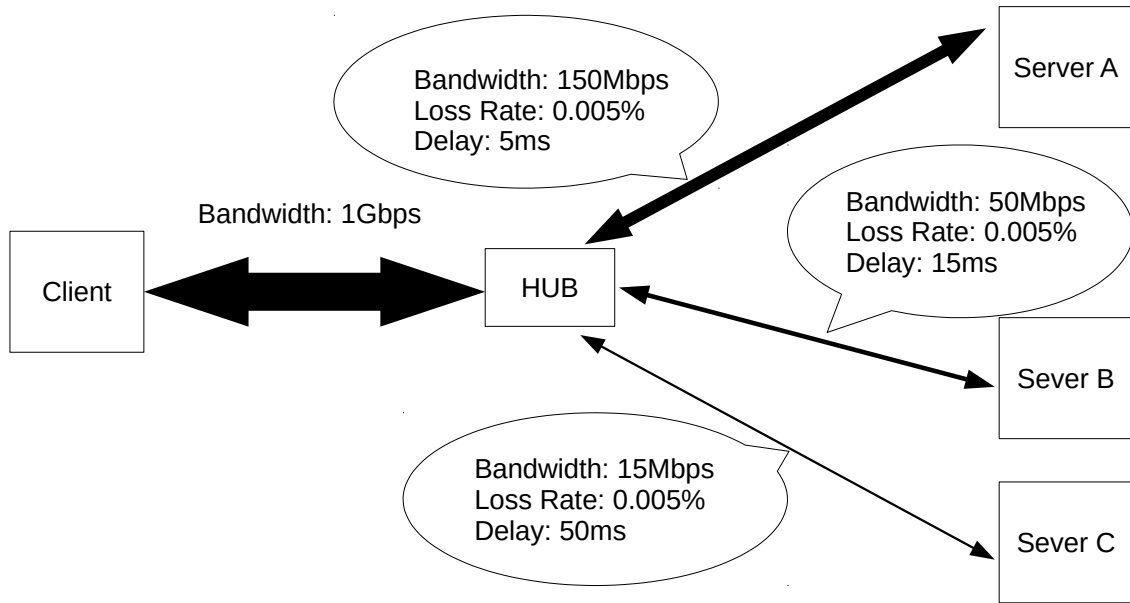 Bandwidth: 150Mbps
Loss Rate: 0.005%
Delay: 5ms
Server A
Bandwidth: 1Gbps
Bandwidth: 50Mbps
Loss Rate: 0.005%
Delay: 15ms
Client
HUB
Sever B
Bandwidth: 15Mbps
Loss Rate: 0.005%
Delay: 50ms
Sever C